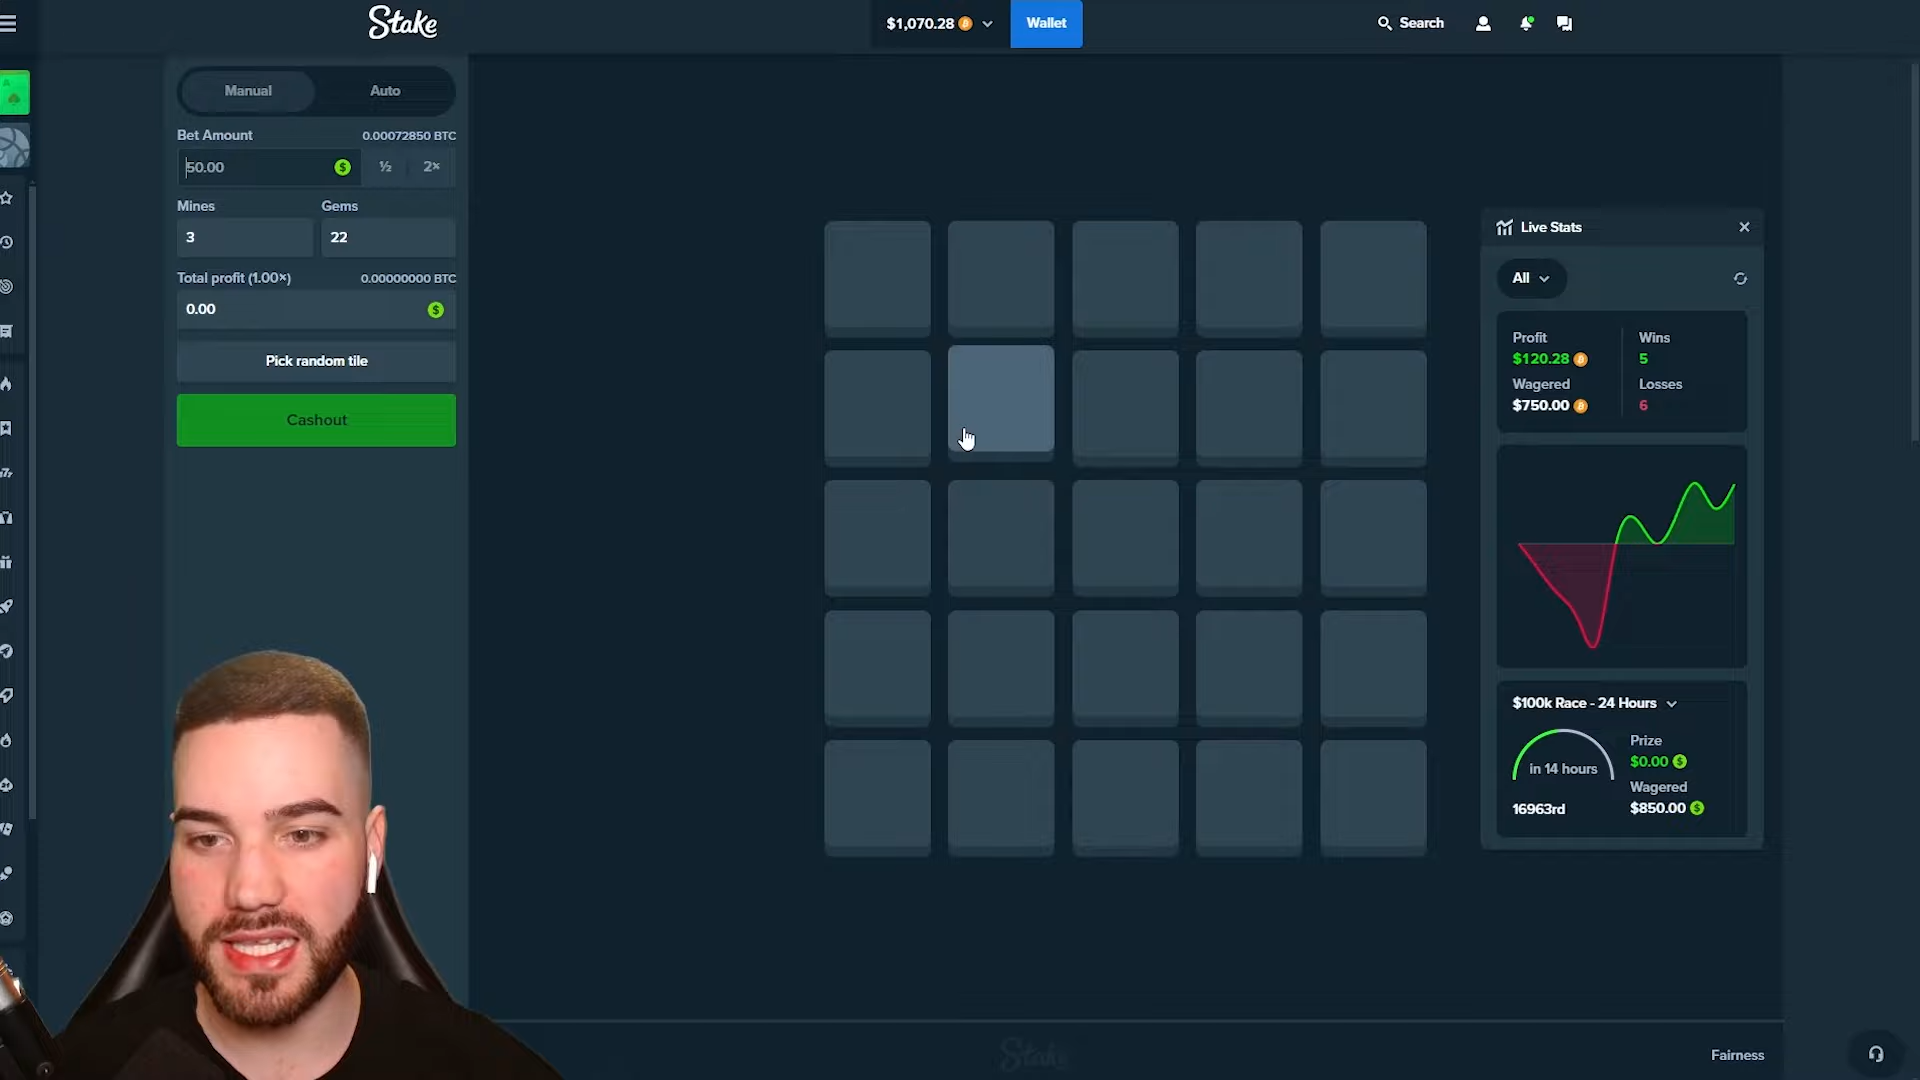 Stake
$1,070.28
Wallet
Search
Manual
Auto
Bet Amount
0.00072850 BTC
50.00
½
2×
Mines
Gems
3
22
Total profit (1.00×)
0.00000000 BTC
0.00
Pick random tile
Cashout
Live Stats
All
Profit
Wins
$120.28
5
Wagered
Losses
$750.00
6
$100k Race - 24 Hours
in 14 hours
Prize
$0.00
Wagered
16963rd
$850.00
Stake
Fairness